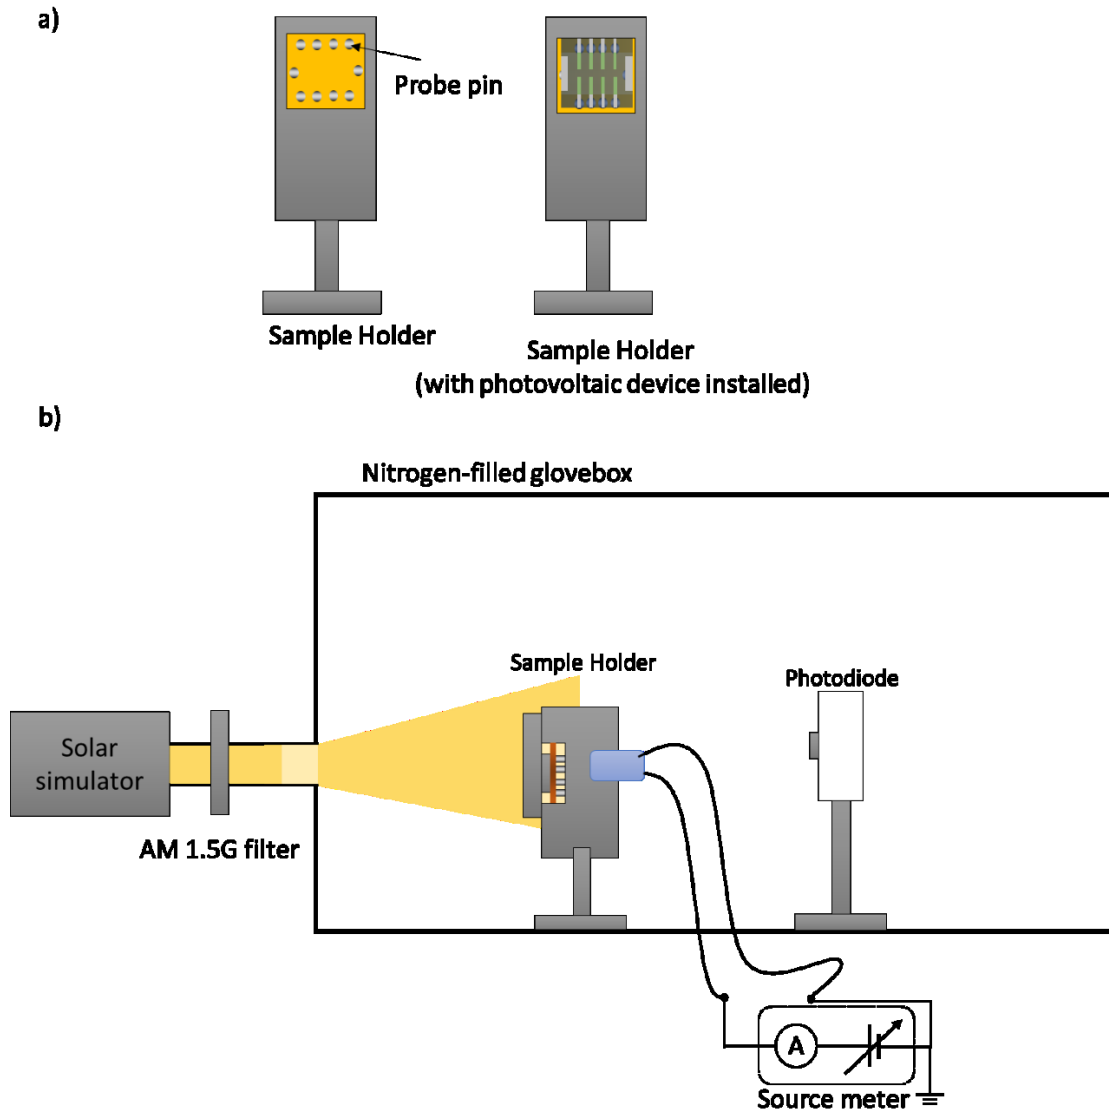 a)
Probe pin
Sample Holder
Sample Holder
(with photovoltaic device installed)
b)
Nitrogen-filled glovebox
Sample Holder
Photodiode
Solar
simulator
AM 1.5G filter
A
Source meter